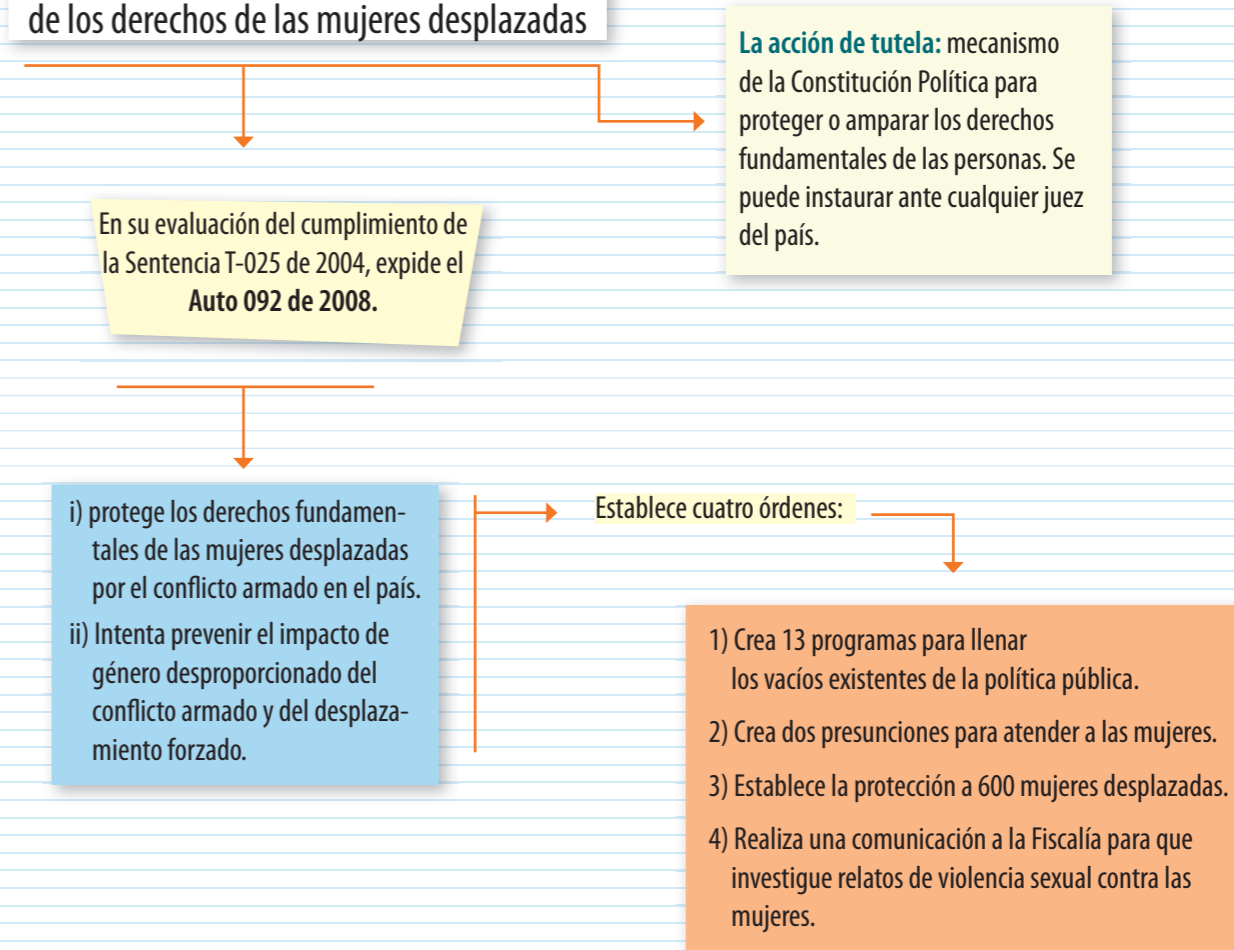 de los derechos de las mujeres desplazadas
La acción de tutela: mecanismo
de la Constitución Política para
proteger o amparar los derechos
fundamentales de las personas. Se
puede instaurar ante cualquier juez
del país.
En su evaluación del cumplimiento de
la Sentencia T-025 de 2004, expide el
Auto 092 de 2008.
i) protege los derechos fundamen-
tales de las mujeres desplazadas
por el conflicto armado en el país.
ii) Intenta prevenir el impacto de
género desproporcionado del
conflicto armado y del desplaza-
miento forzado.
Establece cuatro órdenes:
1) Crea 13 programas para llenar
los vacíos existentes de la política pública.
2) Crea dos presunciones para atender a las mujeres.
3) Establece la protección a 600 mujeres desplazadas.
4) Realiza una comunicación a la Fiscalía para que
investigue relatos de violencia sexual contra las
mujeres.